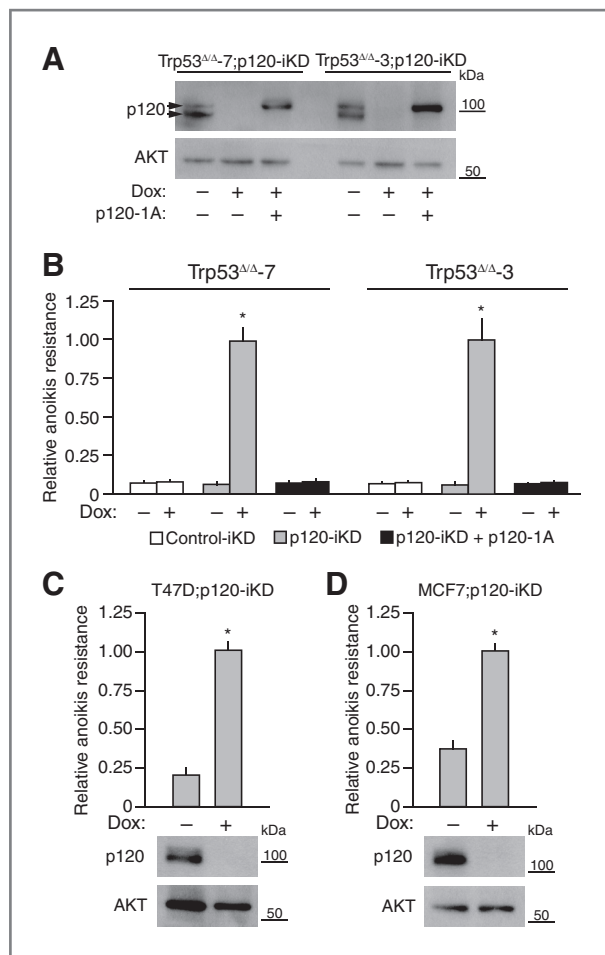 A
Trp53Δ/Δ-7;p120-iKD Trp53Δ/Δ-3;p120-iKD
kDa
p120 100
AKT 50
Dox: – + + – + +
p120-1A: – – + – – +
B
Trp53Δ/Δ-7 Trp53Δ/Δ-3
Relative anoikis resistance
1.25
1.00
0.75
0.50
0.25
0
* *
Dox: – + – + – + – + – + – +
Control-iKD p120-iKD p120-iKD + p120-1A
C
T47D;p120-iKD
Relative anoikis resistance
1.25
1.00
0.75
0.50
0.25
0
*
Dox: – +
kDa
p120 100
AKT 50
D
MCF7;p120-iKD
Relative anoikis resistance
1.25
1.00
0.75
0.50
0.25
0
*
Dox: – +
kDa
p120 100
AKT 50